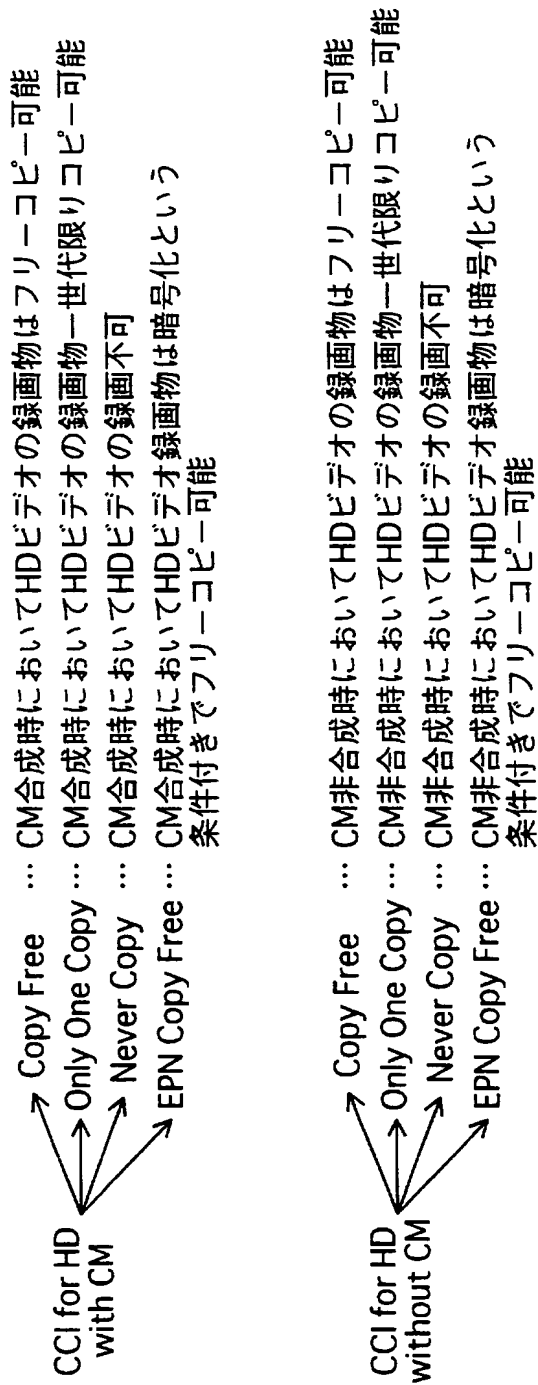 CCI for HD
with CM
Copy Free … CM合成時においてHDビデオの録画物はフリーコピー可能
Only One Copy … CM合成時においてHDビデオの録画物一世代限りコピー可能
Never Copy … CM合成時においてHDビデオの録画不可
EPN Copy Free … CM合成時においてHDビデオ録画物は暗号化という
条件付きでフリーコピー可能
CCI for HD
without CM
Copy Free … CM非合成時においてHDビデオの録画物はフリーコピー可能
Only One Copy … CM非合成時においてHDビデオの録画物一世代限りコピー可能
Never Copy … CM非合成時においてHDビデオの録画不可
EPN Copy Free … CM非合成時においてHDビデオ録画物は暗号化という
条件付きでフリーコピー可能